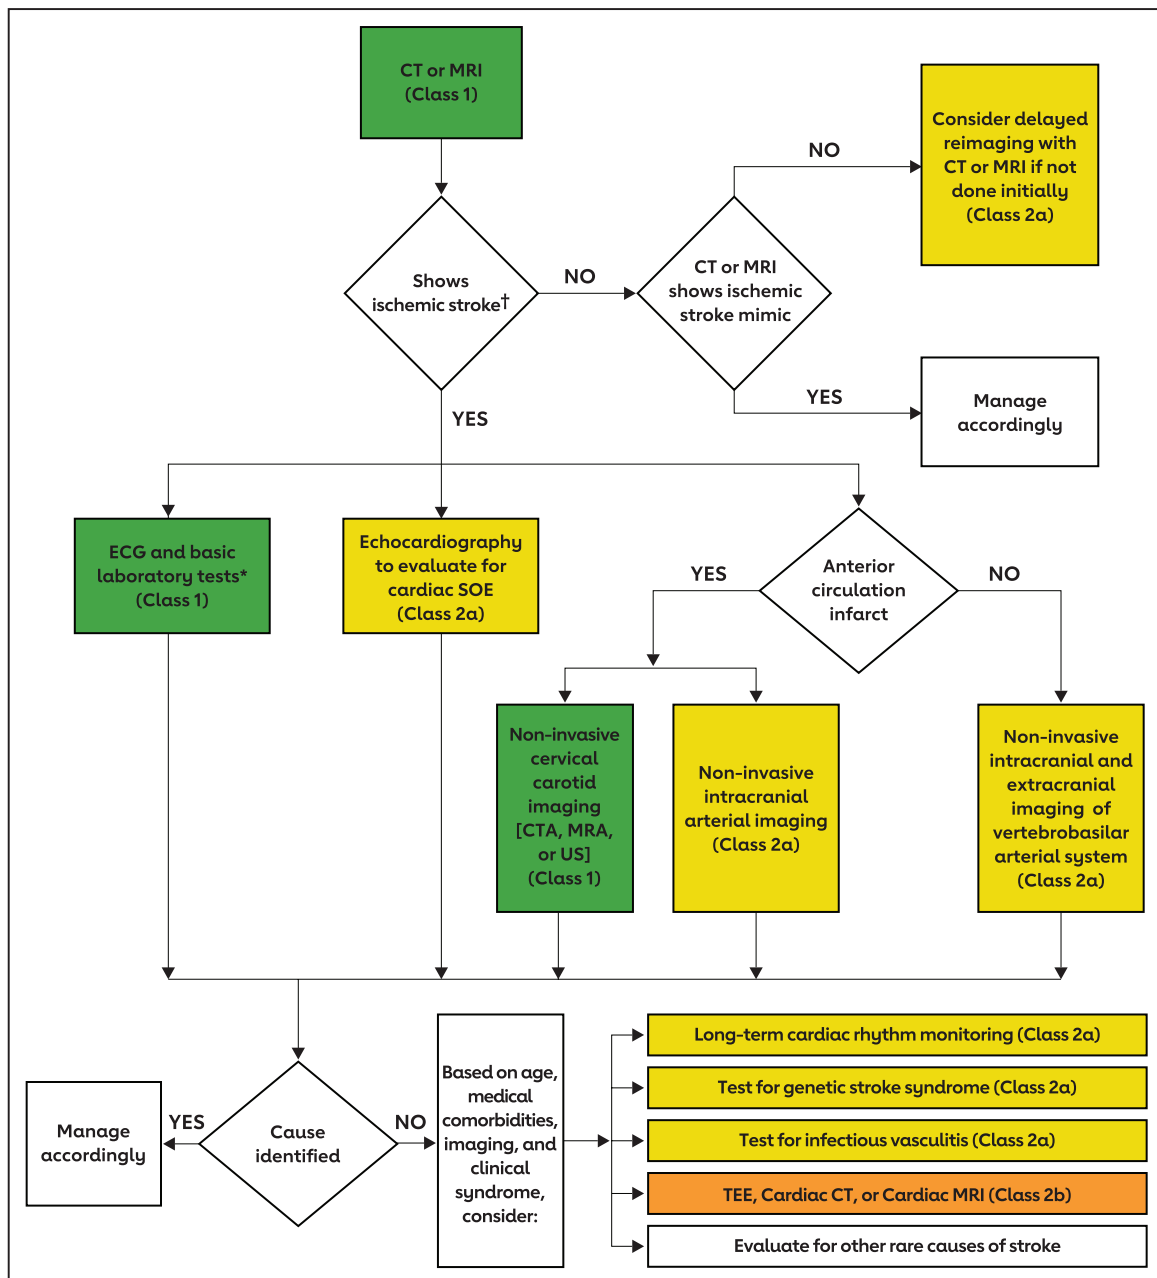 CT or MRI
(Class 1)
Consider delayed
reimaging with
CT or MRI if not
done initially
(Class 2a)
NO
Shows
ischemic stroke†
NO
CT or MRI
shows ischemic
stroke mimic
YES
Manage
accordingly
YES
ECG and basic
laboratory tests*
(Class 1)
Echocardiography
to evaluate for
cardiac SOE
(Class 2a)
YES
Anterior
circulation
infarct
NO
Non-invasive
cervical
carotid
imaging
[CTA, MRA,
or US]
(Class 1)
Non-invasive
intracranial
arterial imaging
(Class 2a)
Non-invasive
intracranial and
extracranial
imaging of
vertebrobasilar
arterial system
(Class 2a)
Manage
accordingly
YES
Cause
identified
NO
Based on age,
medical
comorbidities,
imaging, and
clinical
syndrome,
consider:
Long-term cardiac rhythm monitoring (Class 2a)
Test for genetic stroke syndrome (Class 2a)
Test for infectious vasculitis (Class 2a)
TEE, Cardiac CT, or Cardiac MRI (Class 2b)
Evaluate for other rare causes of stroke